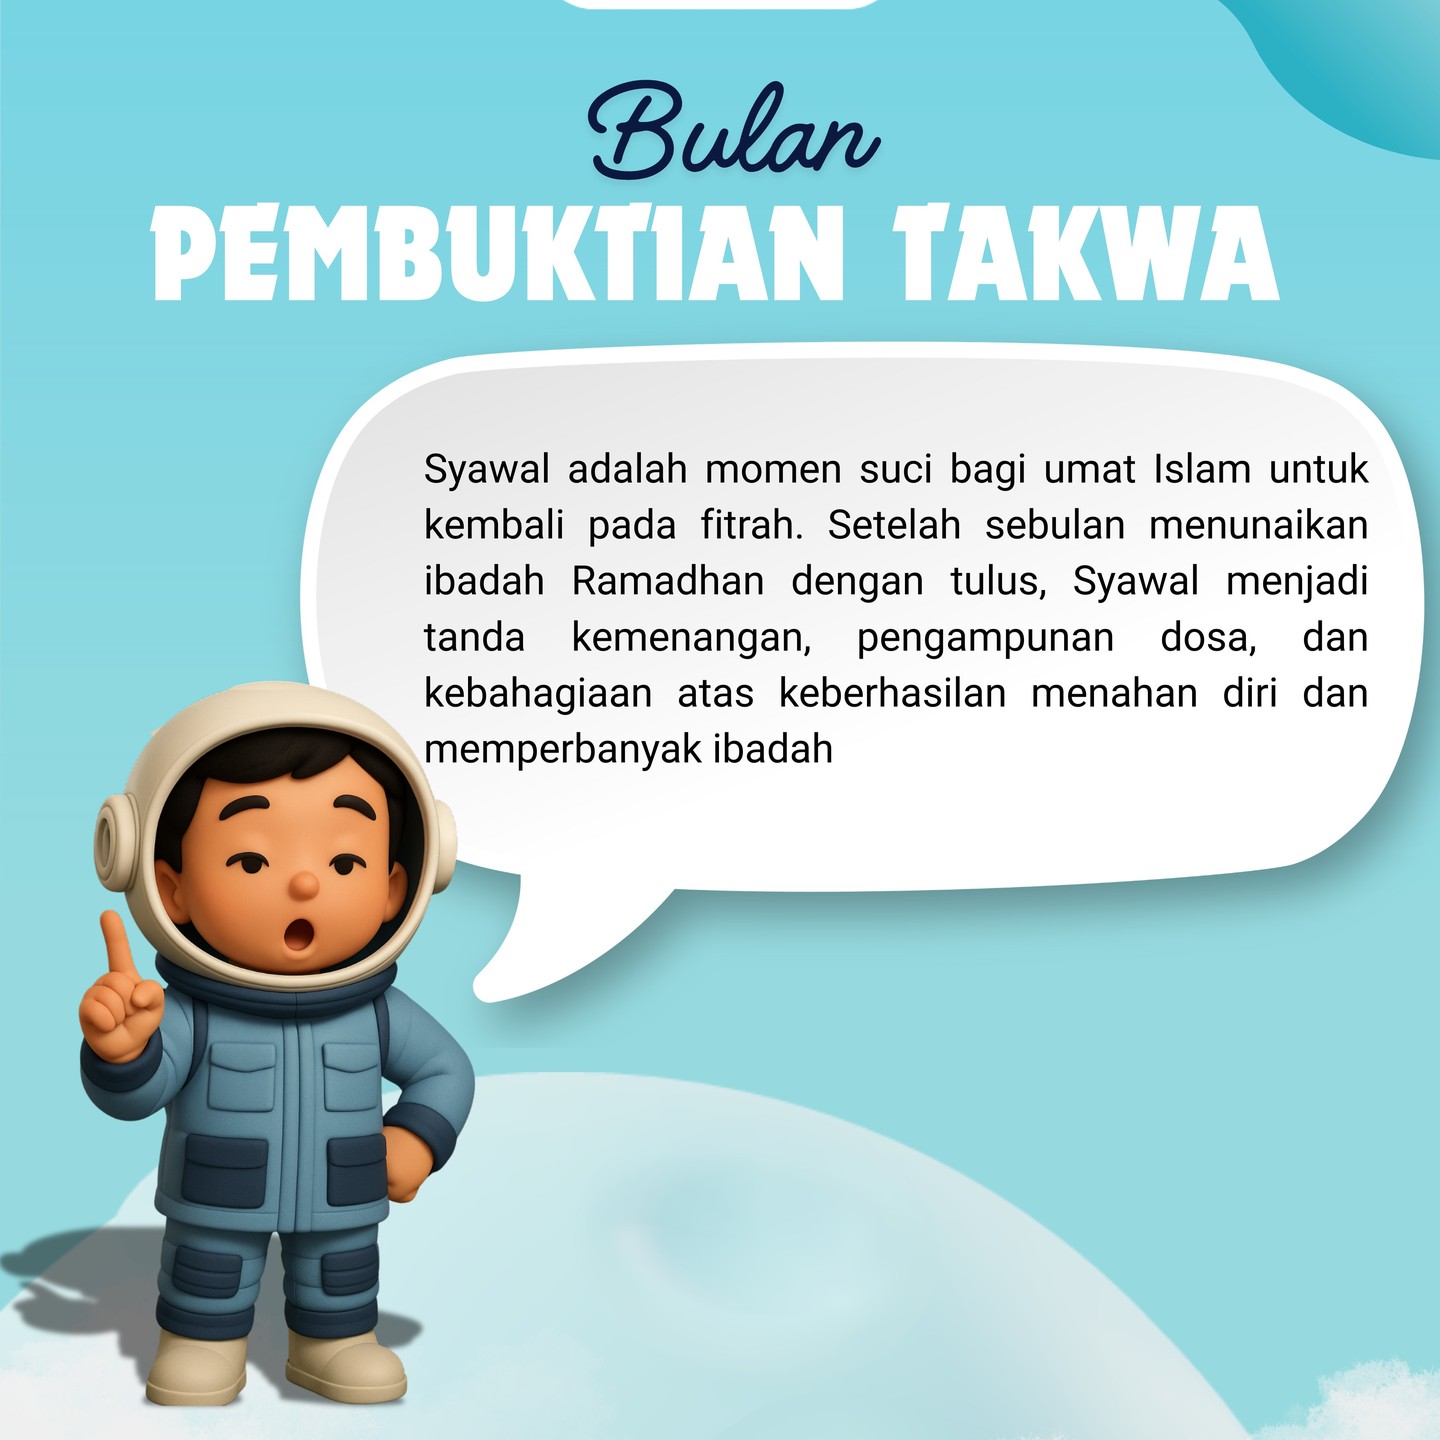 Bulan
PEMBUKTIAN TAKWA
Syawal adalah momen suci bagi umat Islam untuk
kembali pada fitrah. Setelah sebulan menunaikan
ibadah Ramadhan dengan tulus, Syawal menjadi
tanda kemenangan, pengampunan dosa, dan
kebahagiaan atas keberhasilan menahan diri dan
memperbanyak ibadah